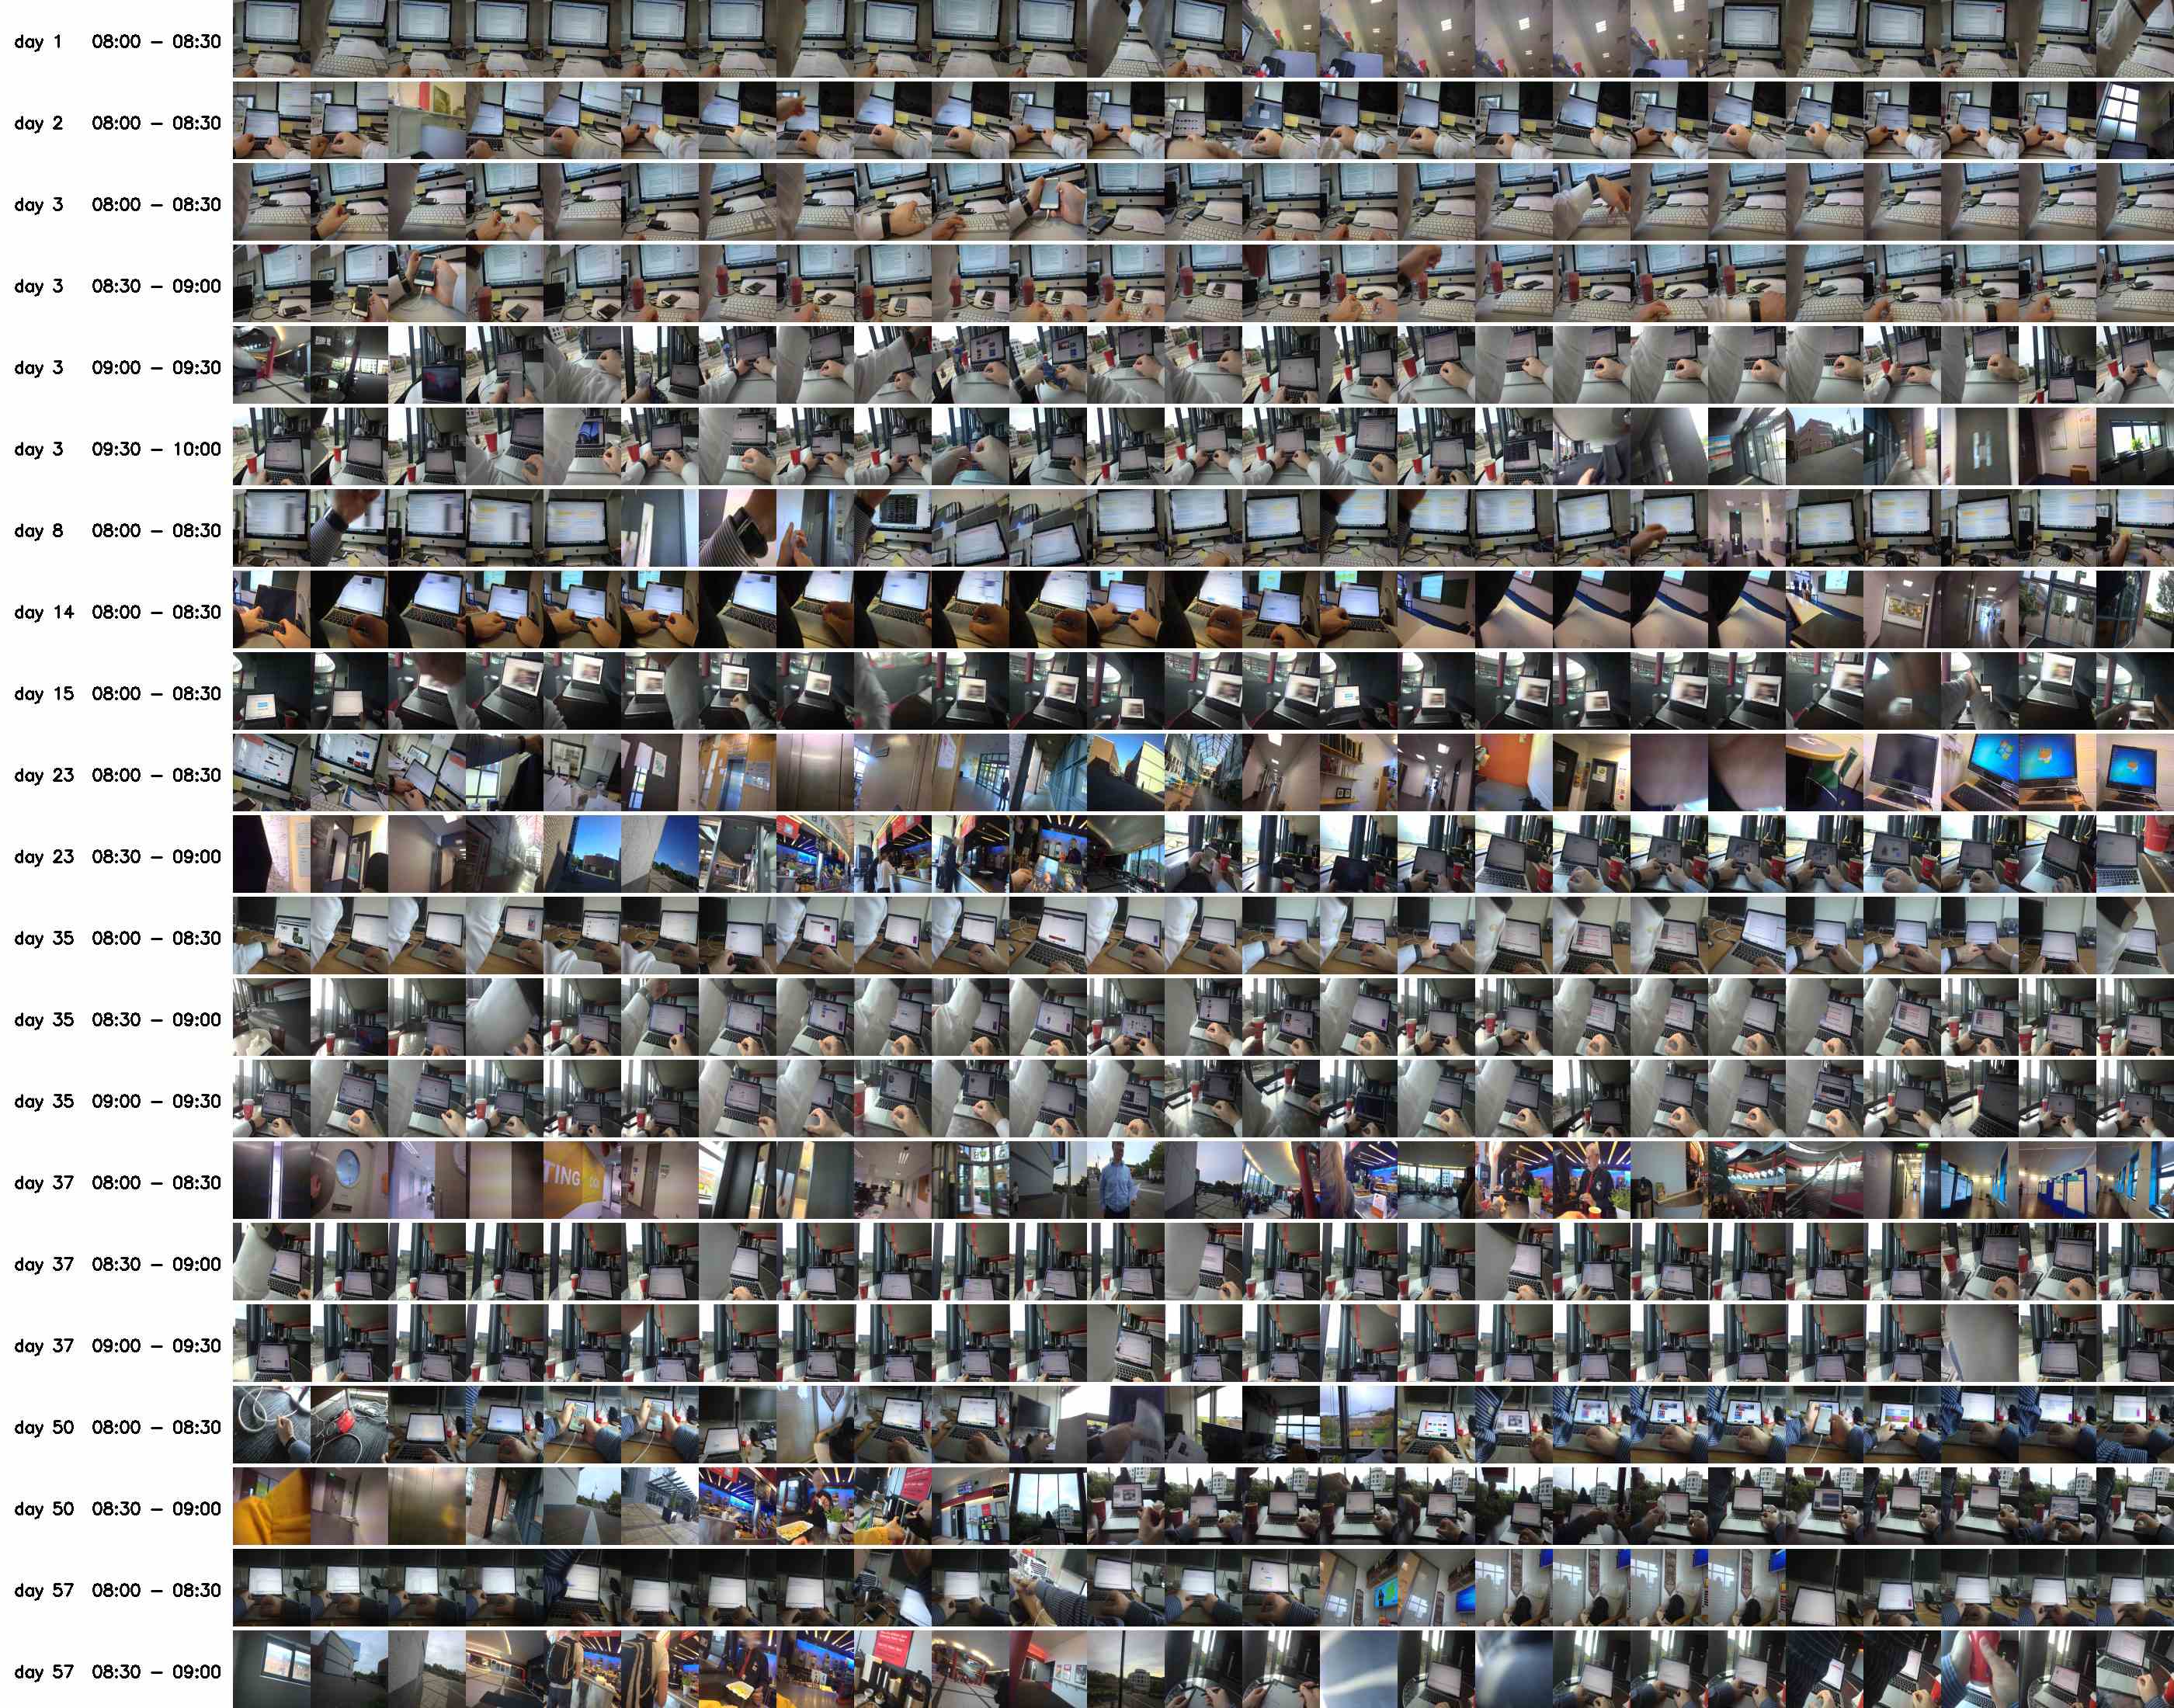 day 1 08:00 – 08:30
day 2 08:00 – 08:30
day 3 08:00 – 08:30
day 3 08:30 – 09:00
day 3 09:00 – 09:30
day 3 09:30 – 10:00
day 8 08:00 – 08:30
day 14 08:00 – 08:30
day 15 08:00 – 08:30
day 23 08:00 – 08:30
day 23 08:30 – 09:00
day 35 08:00 – 08:30
day 35 08:30 – 09:00
day 35 09:00 – 09:30
day 37 08:00 – 08:30
TING
day 37 08:30 – 09:00
day 37 09:00 – 09:30
day 50 08:00 – 08:30
day 50 08:30 – 09:00
day 57 08:00 – 08:30
day 57 08:30 – 09:00